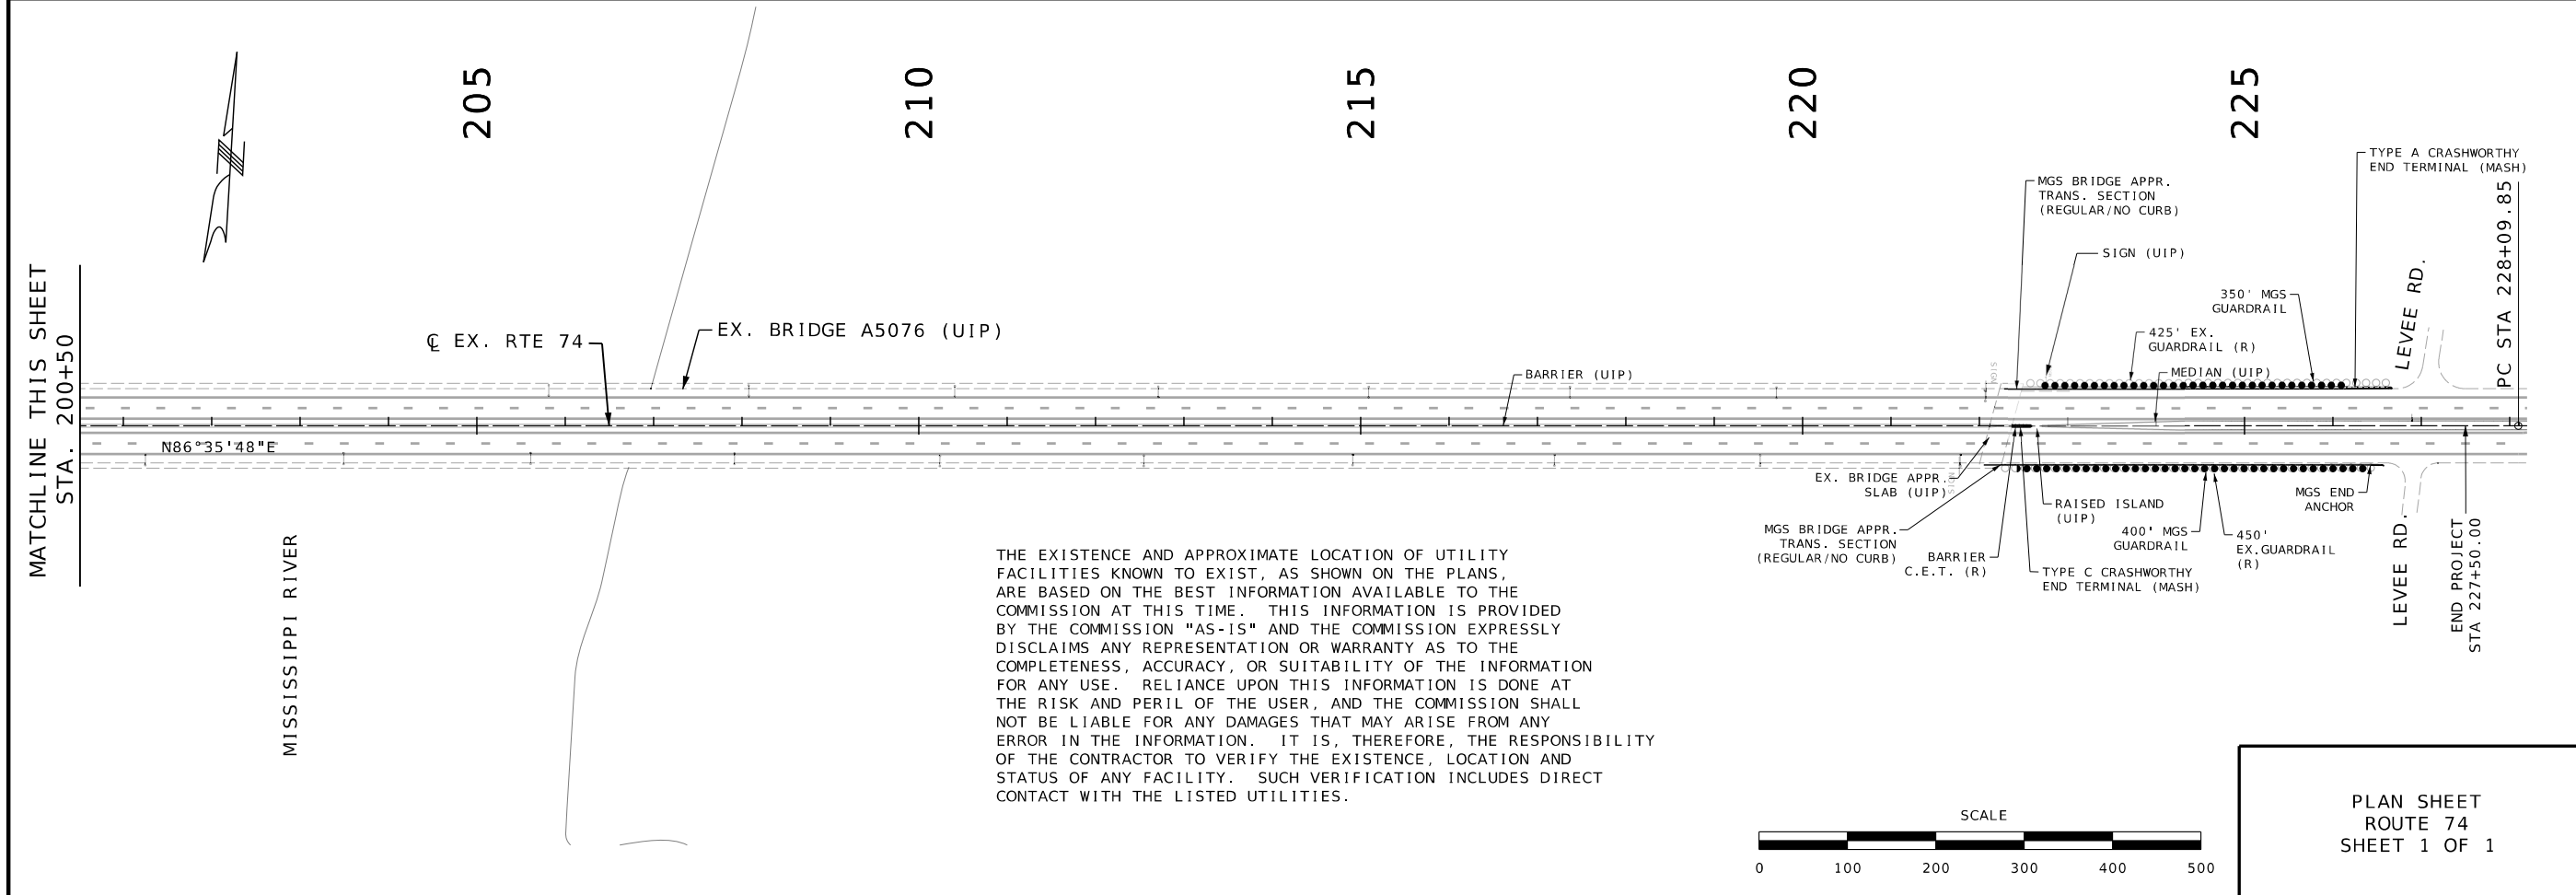 205
210
215
220
225
TYPE A CRASHWORTHY
END TERMINAL (MASH)
MGS BRIDGE APPR.
TRANS. SECTION
(REGULAR/NO CURB)
SIGN (UIP)
350' MGS
GUARDRAIL
425' EX.
GUARDRAIL (R)
LEVEE RD.
PC STA 228+09.85
MATCHLINE THIS SHEET
STA. 200+50
℄ EX. RTE 74
EX. BRIDGE A5076 (UIP)
BARRIER (UIP)
MEDIAN (UIP)
SIGN
N86°35'48"E
EX. BRIDGE APPR.
SLAB (UIP)
SIGN
MGS BRIDGE APPR.
TRANS. SECTION
(REGULAR/NO CURB)
BARRIER
C.E.T. (R)
RAISED ISLAND
(UIP)
TYPE C CRASHWORTHY
END TERMINAL (MASH)
400' MGS
GUARDRAIL
450'
EX.GUARDRAIL
(R)
MGS END
ANCHOR
LEVEE RD.
END PROJECT
STA 227+50.00
MISSISSIPPI RIVER
THE EXISTENCE AND APPROXIMATE LOCATION OF UTILITY
FACILITIES KNOWN TO EXIST, AS SHOWN ON THE PLANS,
ARE BASED ON THE BEST INFORMATION AVAILABLE TO THE
COMMISSION AT THIS TIME. THIS INFORMATION IS PROVIDED
BY THE COMMISSION "AS-IS" AND THE COMMISSION EXPRESSLY
DISCLAIMS ANY REPRESENTATION OR WARRANTY AS TO THE
COMPLETENESS, ACCURACY, OR SUITABILITY OF THE INFORMATION
FOR ANY USE. RELIANCE UPON THIS INFORMATION IS DONE AT
THE RISK AND PERIL OF THE USER, AND THE COMMISSION SHALL
NOT BE LIABLE FOR ANY DAMAGES THAT MAY ARISE FROM ANY
ERROR IN THE INFORMATION. IT IS, THEREFORE, THE RESPONSIBILITY
OF THE CONTRACTOR TO VERIFY THE EXISTENCE, LOCATION AND
STATUS OF ANY FACILITY. SUCH VERIFICATION INCLUDES DIRECT
CONTACT WITH THE LISTED UTILITIES.
SCALE
0 100 200 300 400 500
PLAN SHEET
ROUTE 74
SHEET 1 OF 1